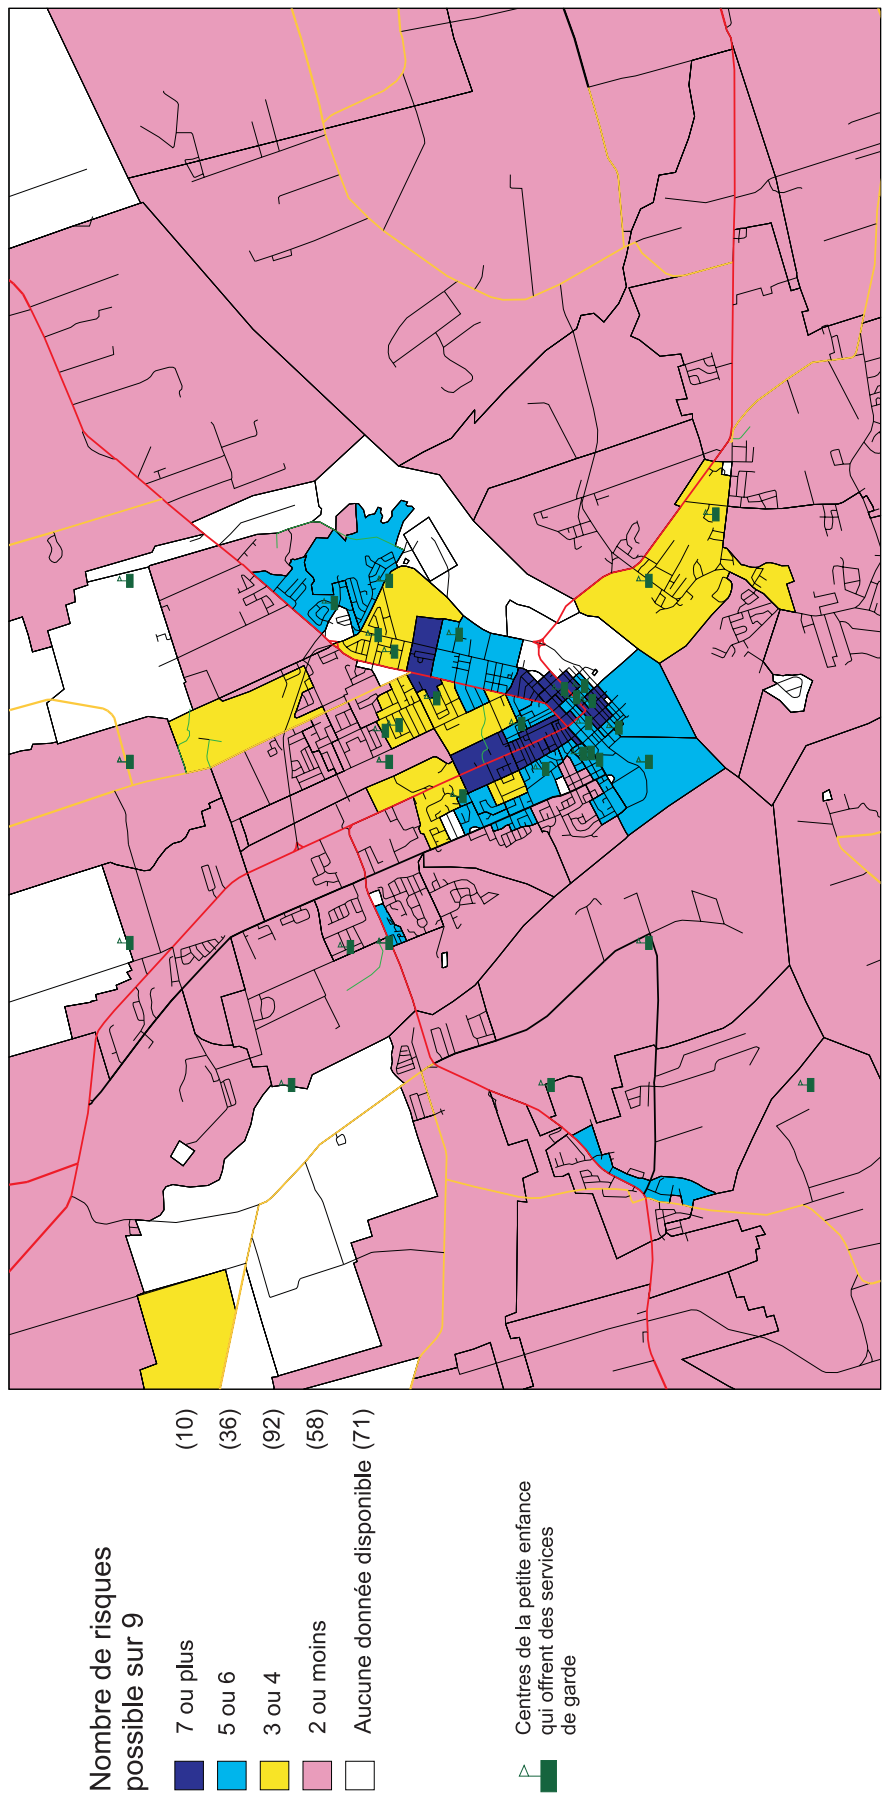 Nombre de risques
possible sur 9
7 ou plus (10)
5 ou 6 (36)
3 ou 4 (92)
2 ou moins (58)
Aucune donnée disponible (71)
Centres de la petite enfance
qui offrent des services
de garde